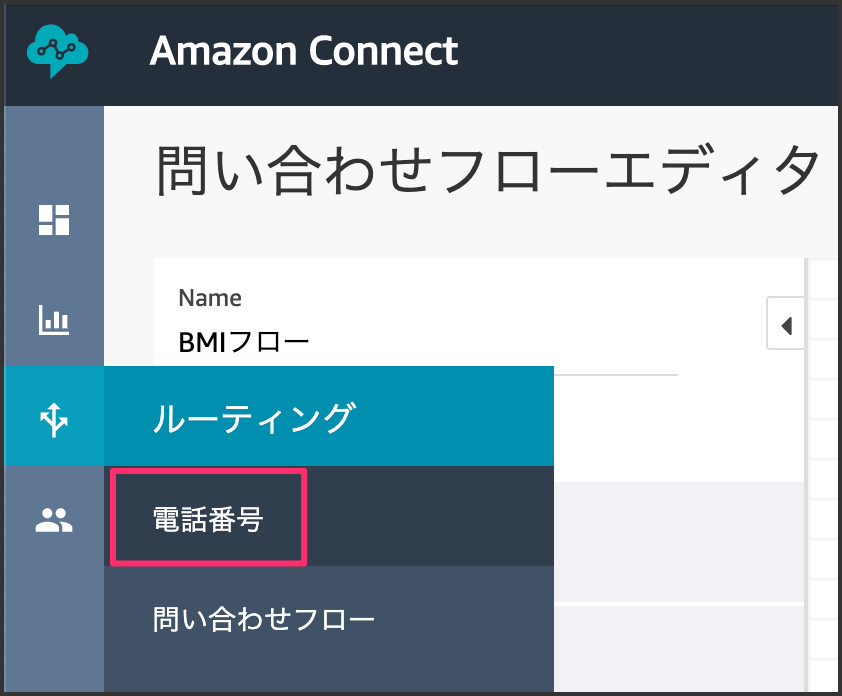 Amazon Connect
問い合わせフローエディタ
Name
BMIフロー
ルーティング
電話番号
問い合わせフロー